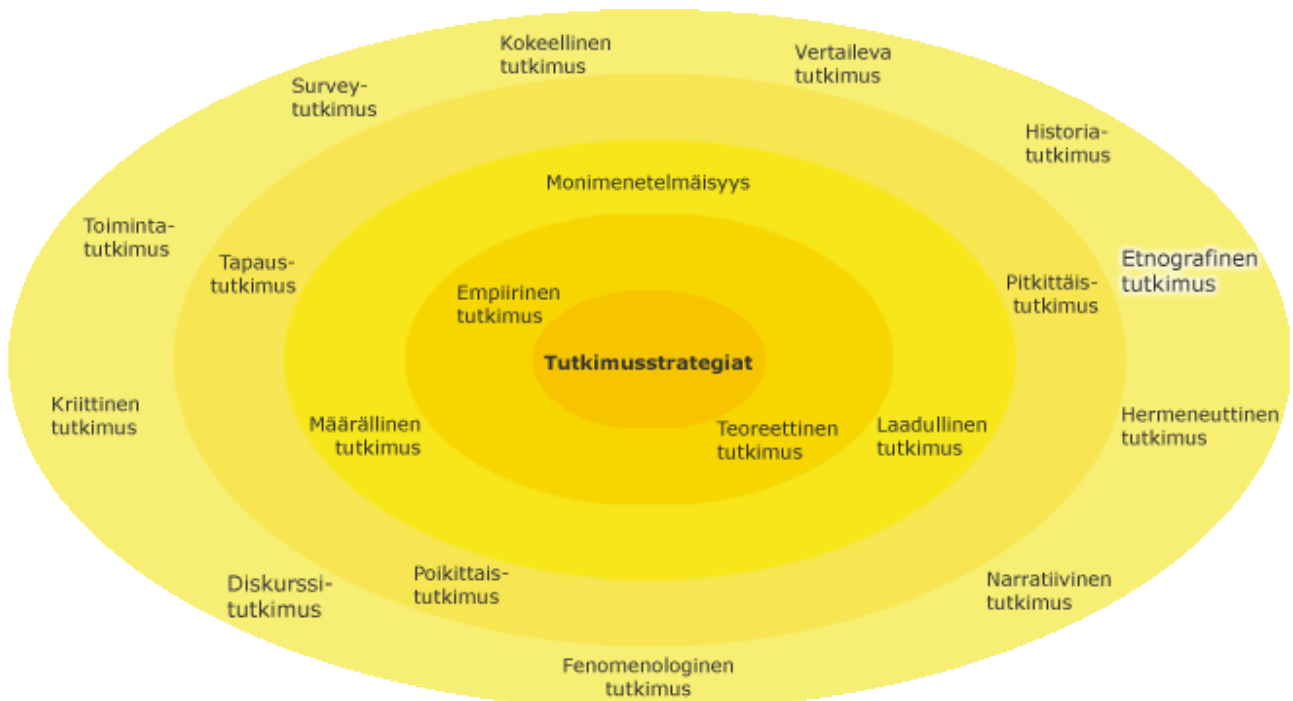 Kokeellinen
tutkimus
Vertaileva
tutkimus
Survey-
tutkimus
Historia-
tutkimus
Monimenetelmäisyys
Toiminta-
tutkimus
Tapaus-
tutkimus
Etnografinen
tutkimus
Pitkittäis-
tutkimus
Empiirinen
tutkimus
Tutkimusstrategiat
Kriittinen
tutkimus
Määrällinen
tutkimus
Teoreettinen
tutkimus
Laadullinen
tutkimus
Hermeneuttinen
tutkimus
Diskurssi-
tutkimus
Poikittais-
tutkimus
Narratiivinen
tutkimus
Fenomenologinen
tutkimus